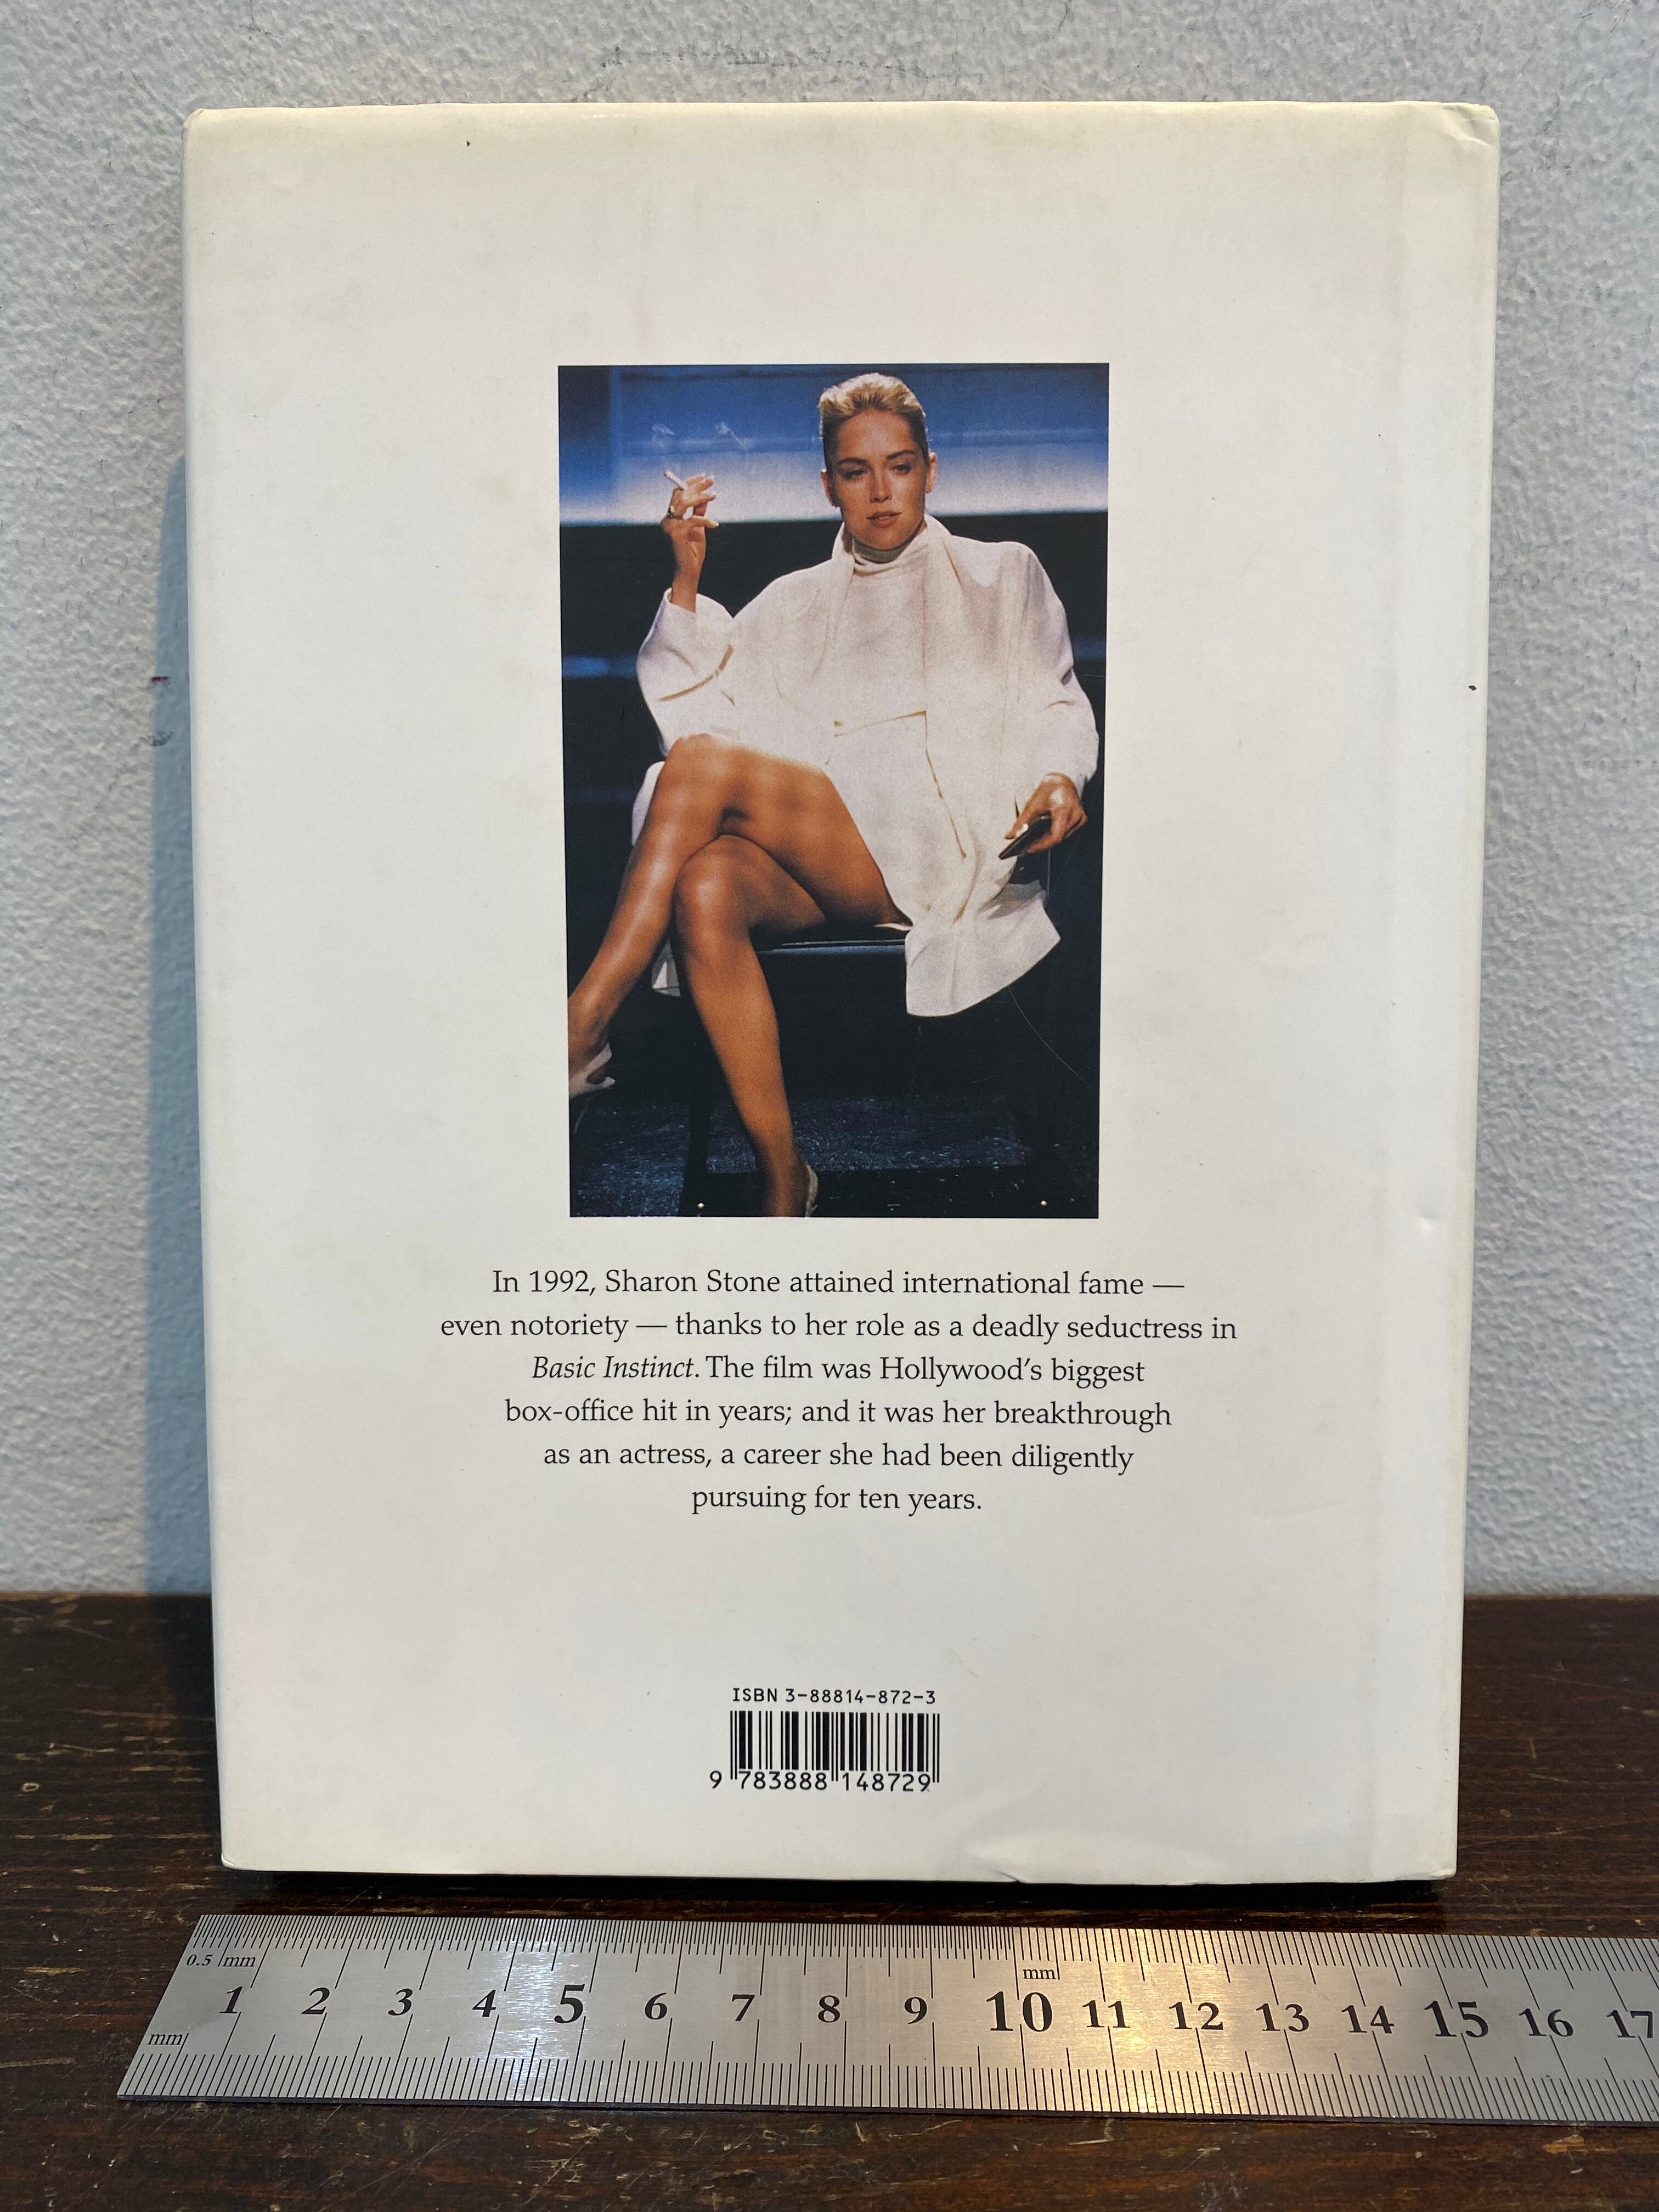 In 1992, Sharon Stone attained international fame —
even notoriety — thanks to her role as a deadly seductress in
Basic Instinct. The film was Hollywood's biggest
box-office hit in years; and it was her breakthrough
as an actress, a career she had been diligently
pursuing for ten years.
ISBN 3-88814-872-3
9 783888 148729
0.5 mm
mm
1 2 3 4 5 6 7 8 9 10 11 12 13 14 15 16 17
mm